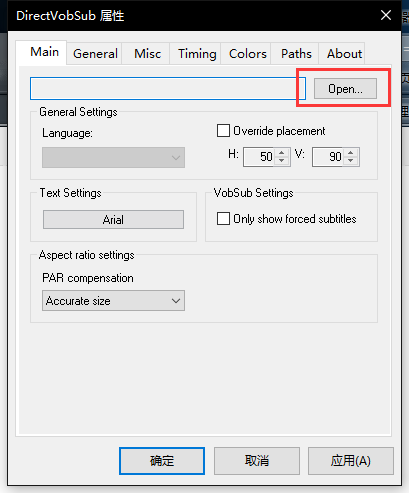 DirectVobSub 属性
Main General Misc Timing Colors Paths About
Open...
General Settings
Language:
Override placement
H: 50 V: 90
Text Settings
Arial
VobSub Settings
Only show forced subtitles
Aspect ratio settings
PAR compensation
Accurate size
确定 取消 应用(A)